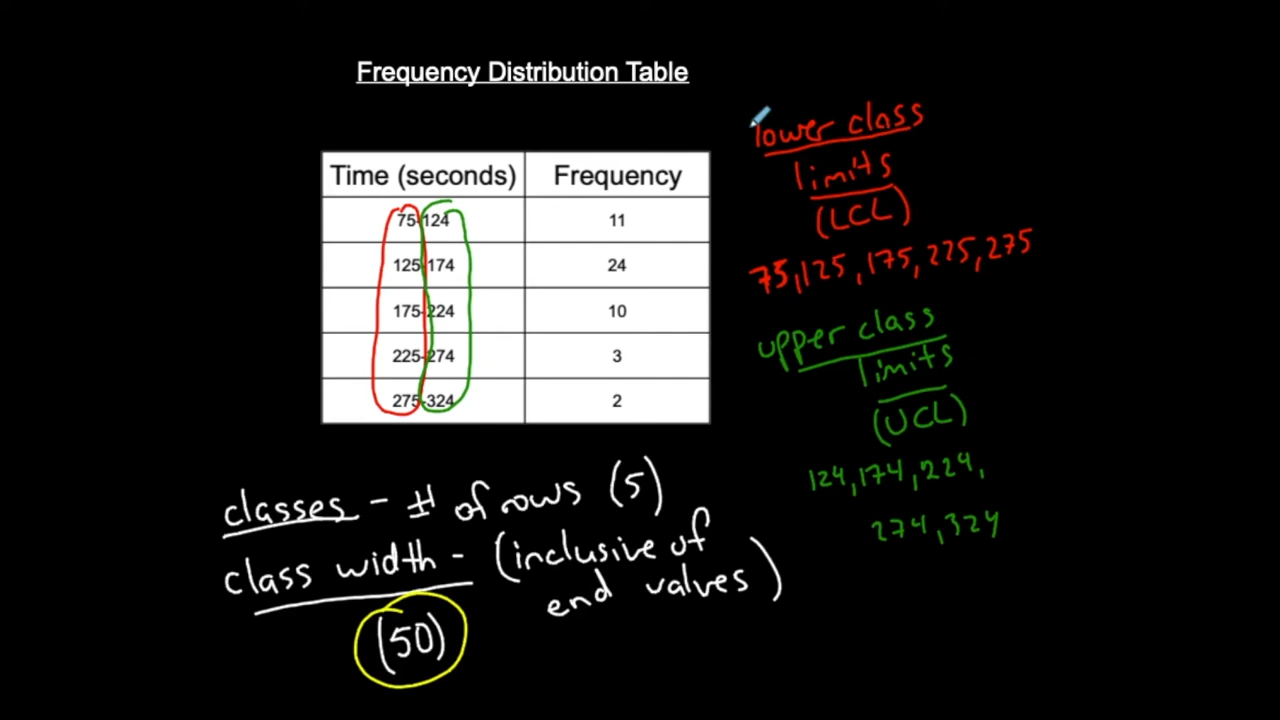 Frequency Distribution Table
Time (seconds) Frequency
75-124 11
125-174 24
175-224 10
225-274 3
275-324 2
lower class
limits
(LCL)
75, 125, 175, 225, 275
upper class
limits
(UCL)
124, 174, 224,
274, 324
classes - # of rows (5)
class width - (inclusive of
end values)
(50)